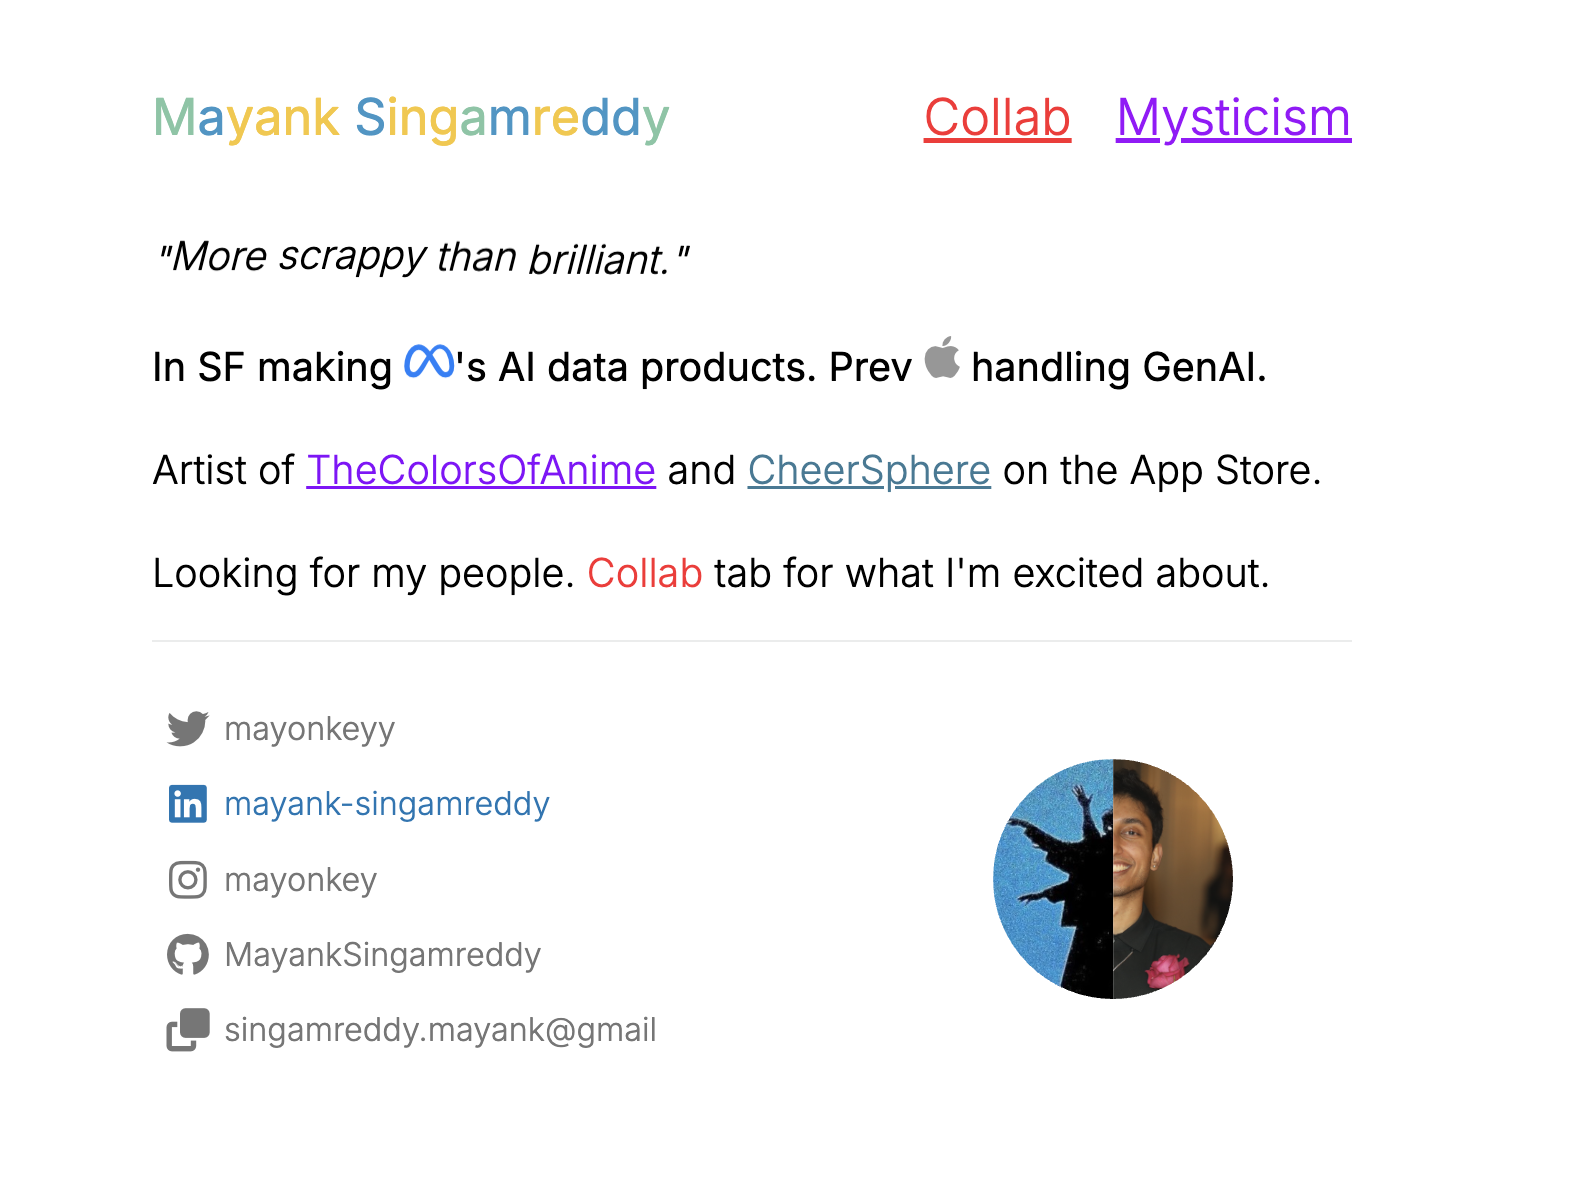 Mayank Singamreddy Collab Mysticism
"More scrappy than brilliant."
In SF making 's AI data products. Prev handling GenAI.
Artist of TheColorsOfAnime and CheerSphere on the App Store.
Looking for my people. Collab tab for what I'm excited about.
mayonkeyy
in mayank-singamreddy
mayonkey
MayankSingamreddy
singamreddy.mayank@gmail